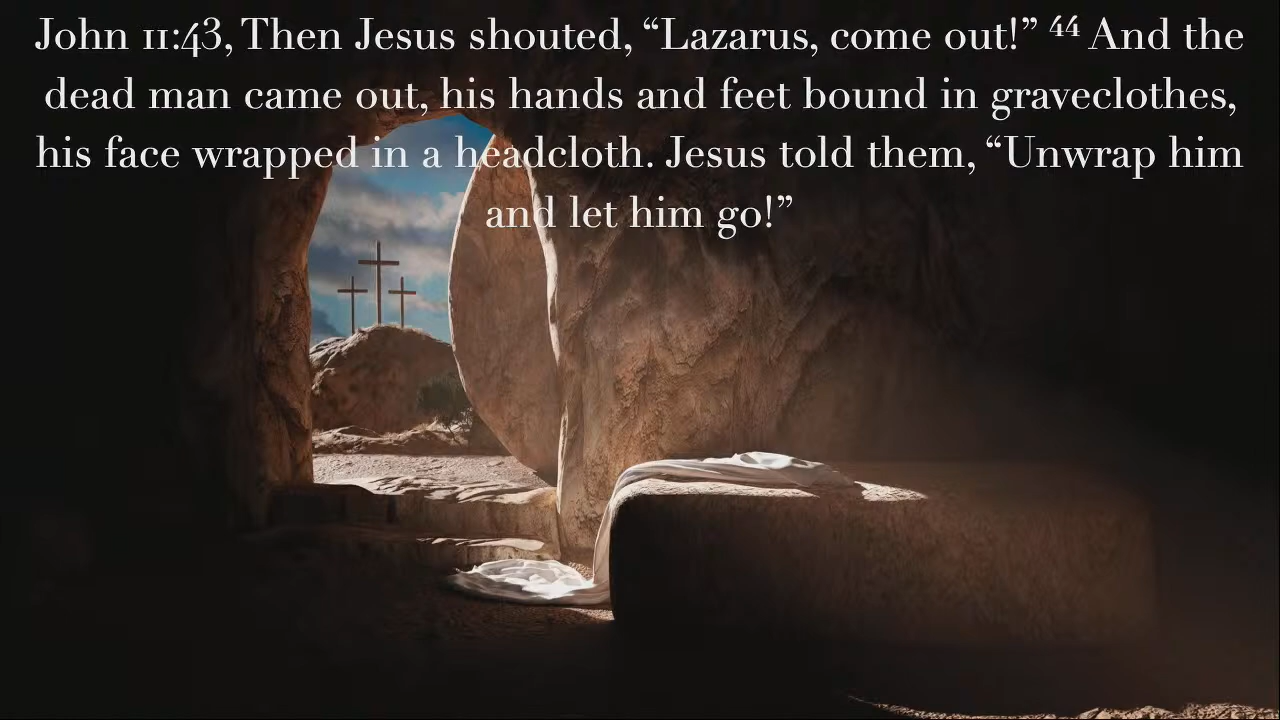 John 11:43, Then Jesus shouted, “Lazarus, come out!” 44 And the
dead man came out, his hands and feet bound in graveclothes,
his face wrapped in a headcloth. Jesus told them, “Unwrap him
and let him go!”